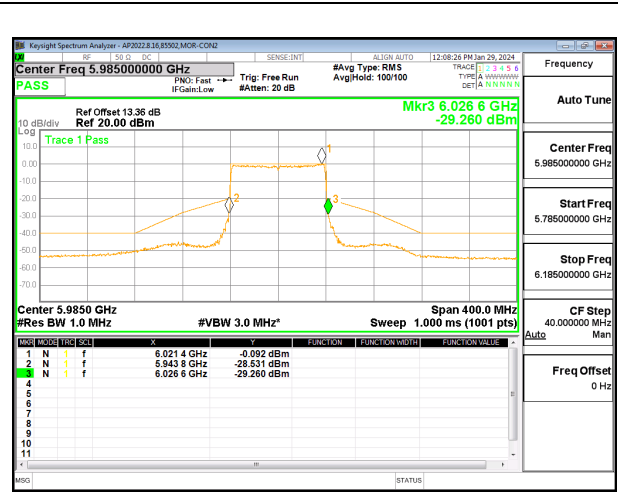 Keysight Spectrum Analyzer - AP2022.8.16,85502,MOR-CON2
RF 50 Ω DC SENSE:INT ALIGN AUTO 12:08:26 PM Jan 29, 2024
Center Freq 5.985000000 GHz
PASS
PNO: Fast
IFGain:Low
Trig: Free Run
#Atten: 20 dB
#Avg Type: RMS
Avg|Hold: 100/100
TRACE 1 2 3 4 5 6
TYPE A WWWWW
DET A N N N N N
Frequency
Auto Tune
Center Freq
5.985000000 GHz
Start Freq
5.785000000 GHz
Stop Freq
6.185000000 GHz
CF Step
40.000000 MHz
Auto Man
Freq Offset
0 Hz
Ref Offset 13.36 dB
10 dB/div Ref 20.00 dBm
Mkr3 6.026 6 GHz
-29.260 dBm
Log
Trace 1 Pass
10.0
0.00
-10.0
-20.0
-30.0
-40.0
-50.0
-60.0
-70.0
1
2
3
Center 5.9850 GHz Span 400.0 MHz
#Res BW 1.0 MHz #VBW 3.0 MHz* Sweep 1.000 ms (1001 pts)
MKR MODE TRC SCL X Y FUNCTION FUNCTION WIDTH FUNCTION VALUE
1 N 1 f 6.021 4 GHz -0.092 dBm
2 N 1 f 5.943 8 GHz -28.531 dBm
3 N 1 f 6.026 6 GHz -29.260 dBm
4
5
6
7
8
9
10
11
MSG STATUS